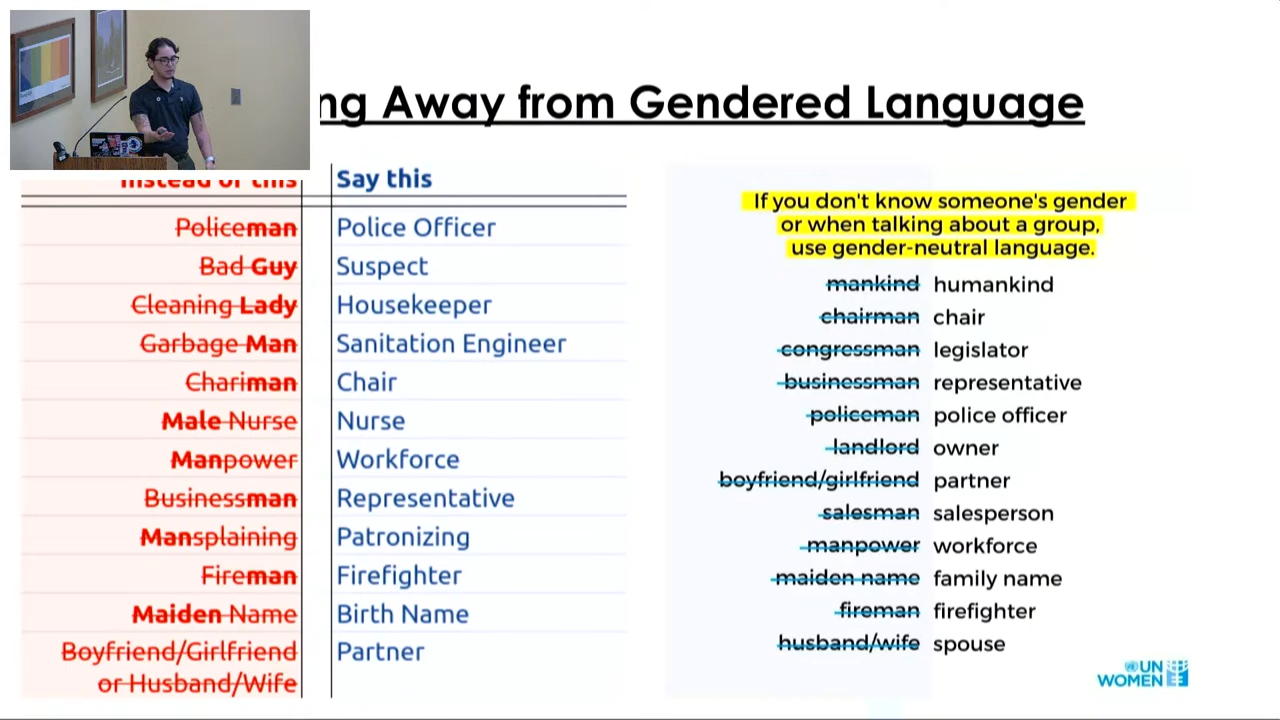 ng Away from Gendered Language
Instead of this Say this
Policeman Police Officer
Bad Guy Suspect
Cleaning Lady Housekeeper
Garbage Man Sanitation Engineer
Chariman Chair
Male Nurse Nurse
Manpower Workforce
Businessman Representative
Mansplaining Patronizing
Fireman Firefighter
Maiden Name Birth Name
Boyfriend/Girlfriend Partner
or Husband/Wife
If you don't know someone's gender
or when talking about a group,
use gender-neutral language.
mankind humankind
chairman chair
congressman legislator
businessman representative
policeman police officer
landlord owner
boyfriend/girlfriend partner
salesman salesperson
manpower workforce
maiden name family name
fireman firefighter
husband/wife spouse
UN
WOMEN